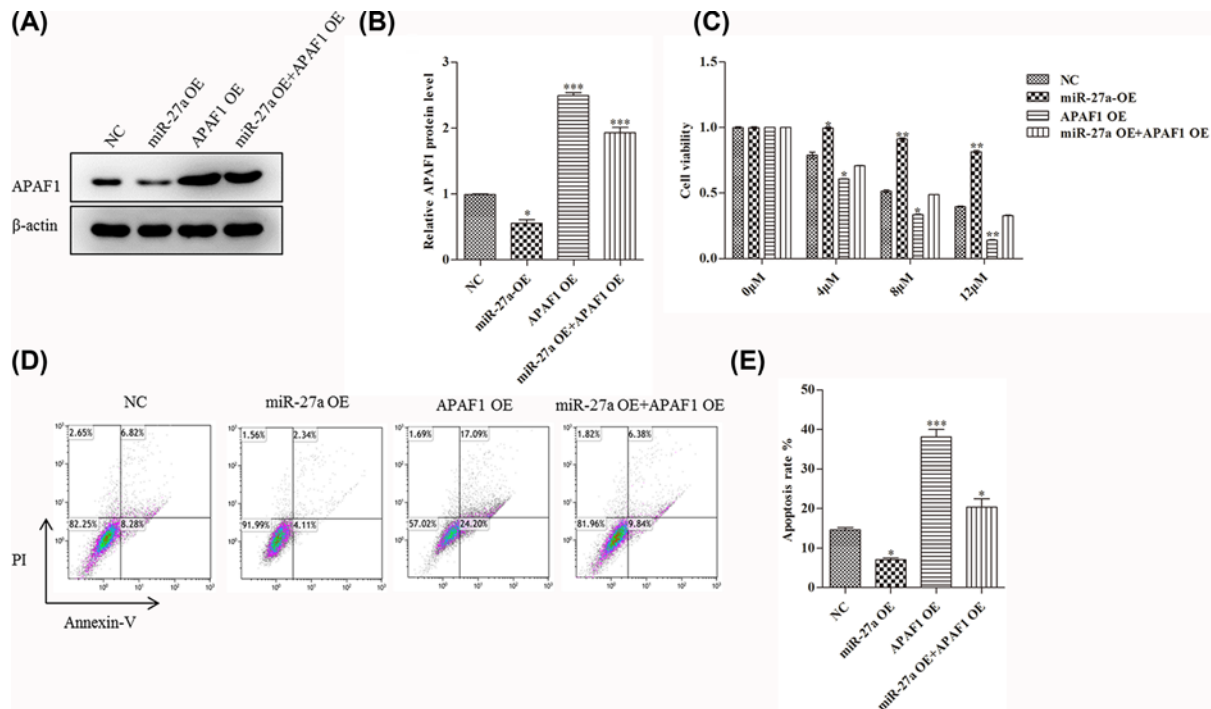 (A)
NC
miR-27a OE
APAF1 OE
miR-27a OE+APAF1 OE
APAF1
β-actin
(B)
Relative APAF1 protein level
3
2
1
0
NC
miR-27a-OE
APAF1 OE
miR-27a OE+APAF1 OE
*
***
***
(C)
Cell viability
1.5
1.0
0.5
0.0
0μM
4μM
8μM
12μM
*
*
**
*
**
**
NC
miR-27a-OE
APAF1 OE
miR-27a OE+APAF1 OE
(D)
NC
miR-27a OE
APAF1 OE
miR-27a OE+APAF1 OE
2.65% 6.82%
82.25% 8.28%
1.56% 2.34%
91.99% 4.11%
1.69% 17.09%
57.02% 24.20%
1.82% 6.38%
81.96% 9.84%
PI
Annexin-V
(E)
Apoptosis rate %
50
40
30
20
10
0
*
***
*
NC
miR-27a OE
APAF1 OE
miR-27a OE+APAF1 OE